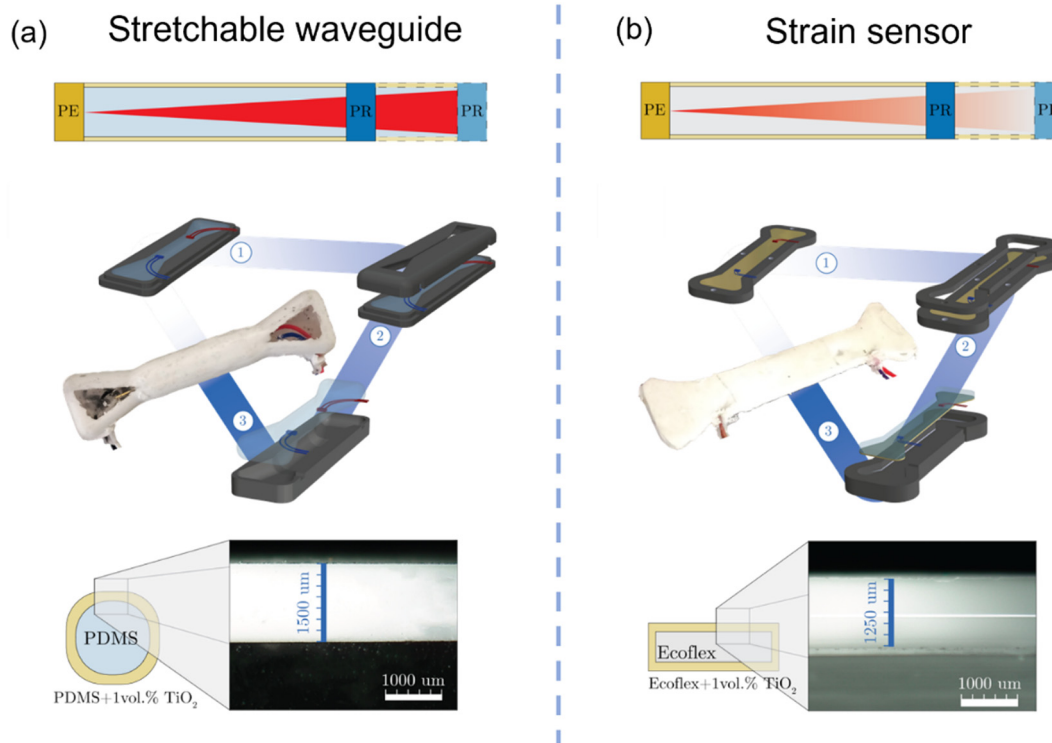 (a) Stretchable waveguide
PE PR PR
1
2
3
1500 um
PDMS
1000 um
PDMS+1vol.% TiO2
(b) Strain sensor
PE PR
1
2
3
1250 um
Ecoflex
1000 um
Ecoflex+1vol.% TiO2